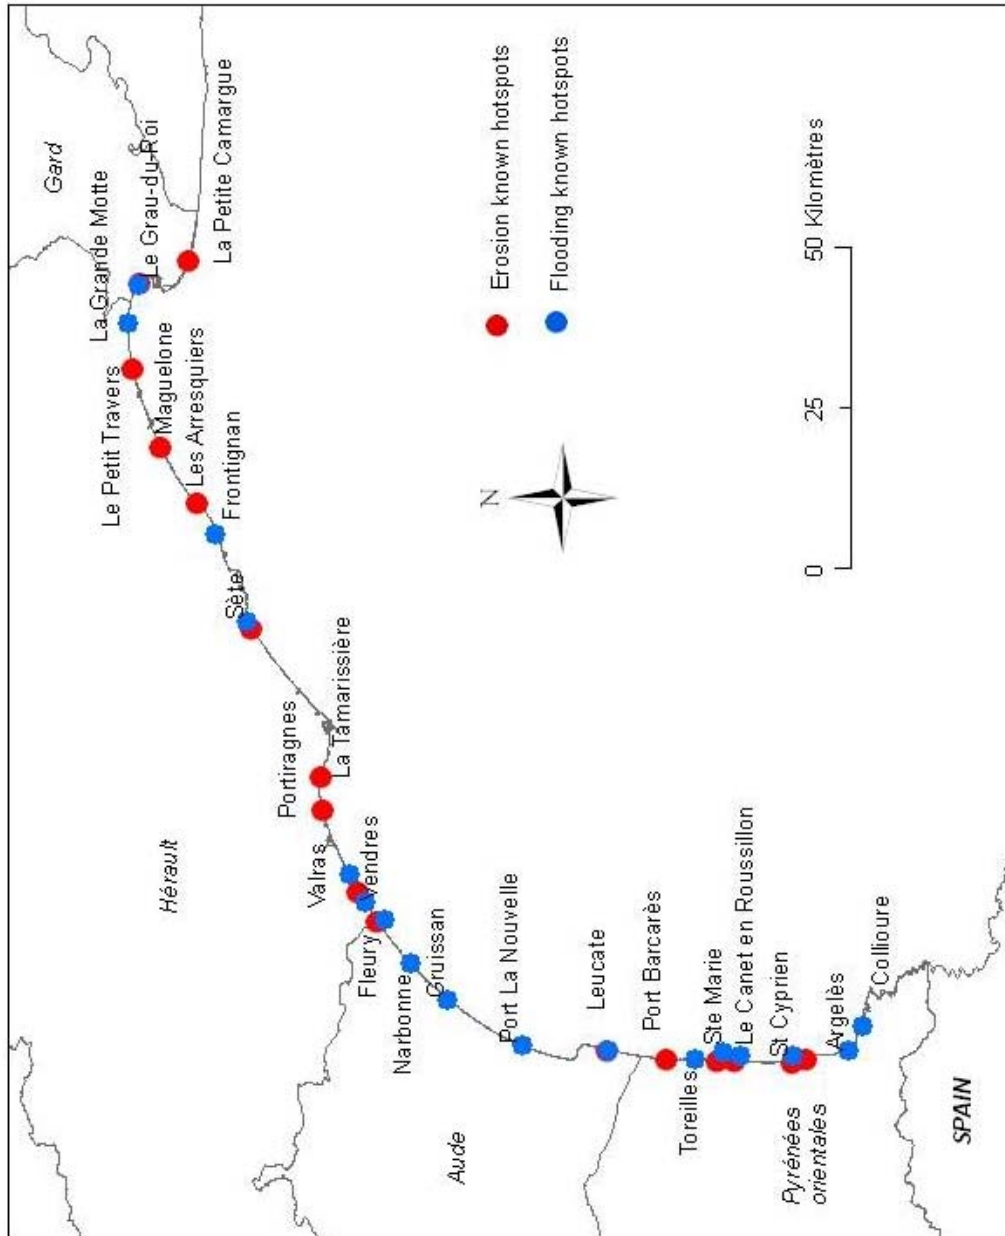 Gard
La Grande Motte
Le Grau-du-Roi
La Petite Camargue
Le Petit Travers
Maguelone
Les Arresquiers
Frontignan
Sète
Hérault
Portiragnes
La Tamarissière
Valras
Vendres
Fleury
Narbonne
Gruissan
Port La Nouvelle
Aude
Leucate
Port Barcarès
Toreilles
Ste Marie
Le Canet en Roussillon
St Cyprien
Pyrénées
orientales
Argelès
Collioure
SPAIN
Erosion known hotspots
Flooding known hotspots
N
0 25 50 Kilomètres